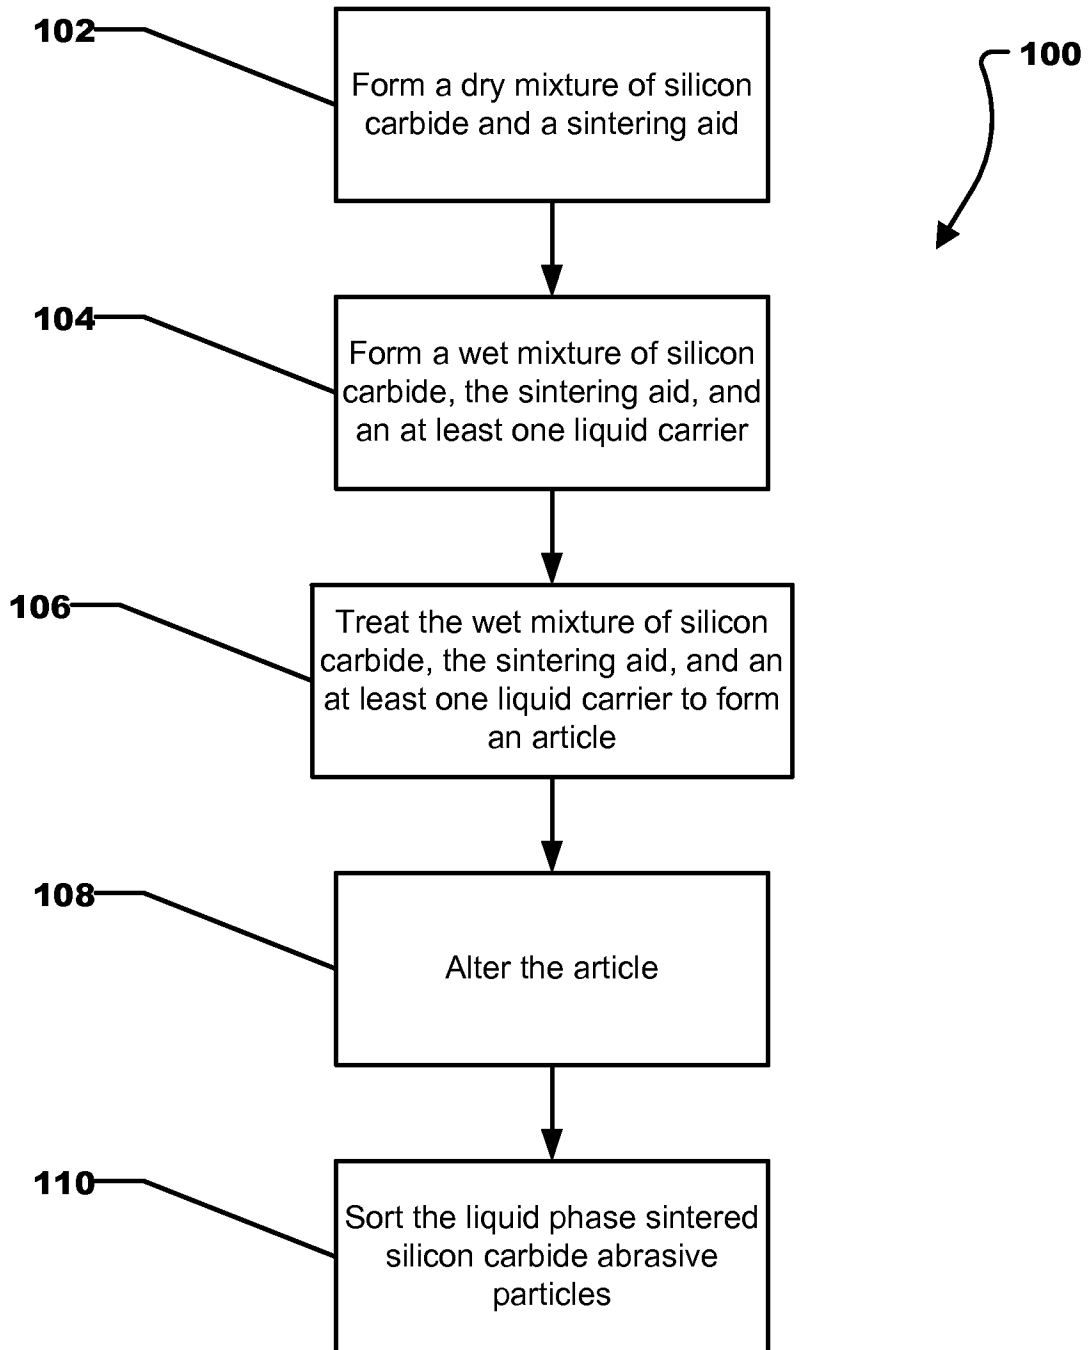 102
100
Form a dry mixture of silicon
carbide and a sintering aid
104
Form a wet mixture of silicon
carbide, the sintering aid, and
an at least one liquid carrier
106
Treat the wet mixture of silicon
carbide, the sintering aid, and an
at least one liquid carrier to form
an article
108
Alter the article
110
Sort the liquid phase sintered
silicon carbide abrasive
particles